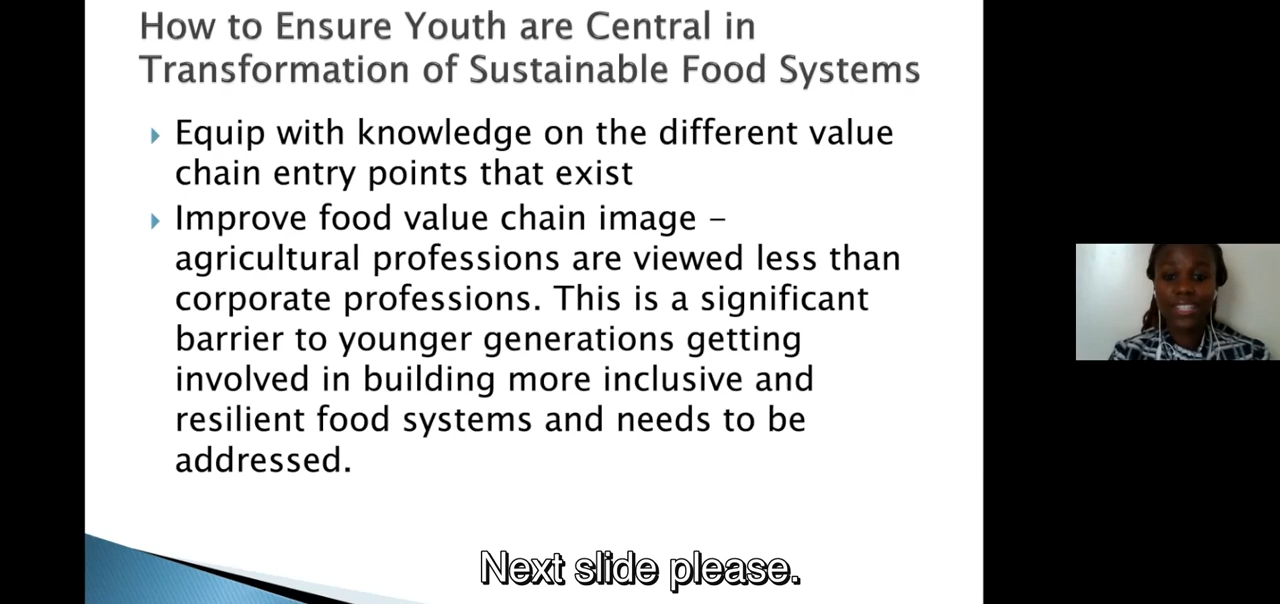 How to Ensure Youth are Central in
Transformation of Sustainable Food Systems
Equip with knowledge on the different value
chain entry points that exist
Improve food value chain image –
agricultural professions are viewed less than
corporate professions. This is a significant
barrier to younger generations getting
involved in building more inclusive and
resilient food systems and needs to be
addressed.
Next slide please.